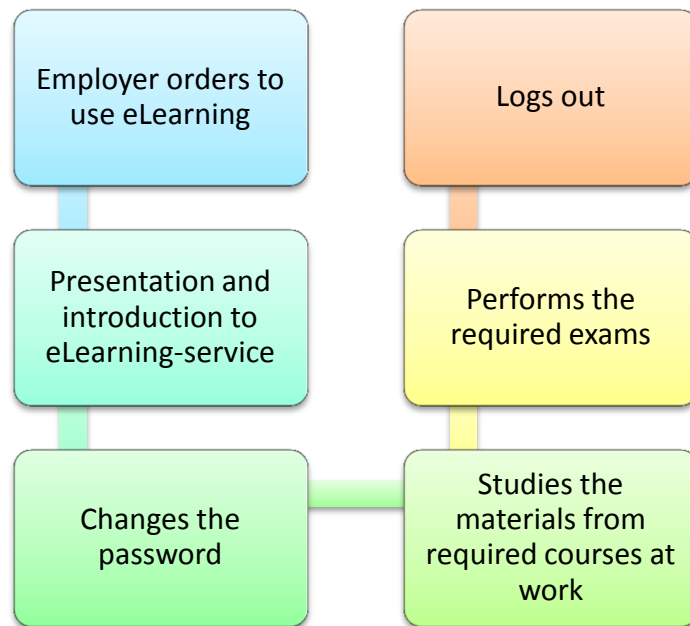 Employer orders to
use eLearning
Presentation and
introduction to
eLearning-service
Changes the
password
Studies the
materials from
required courses at
work
Performs the
required exams
Logs out